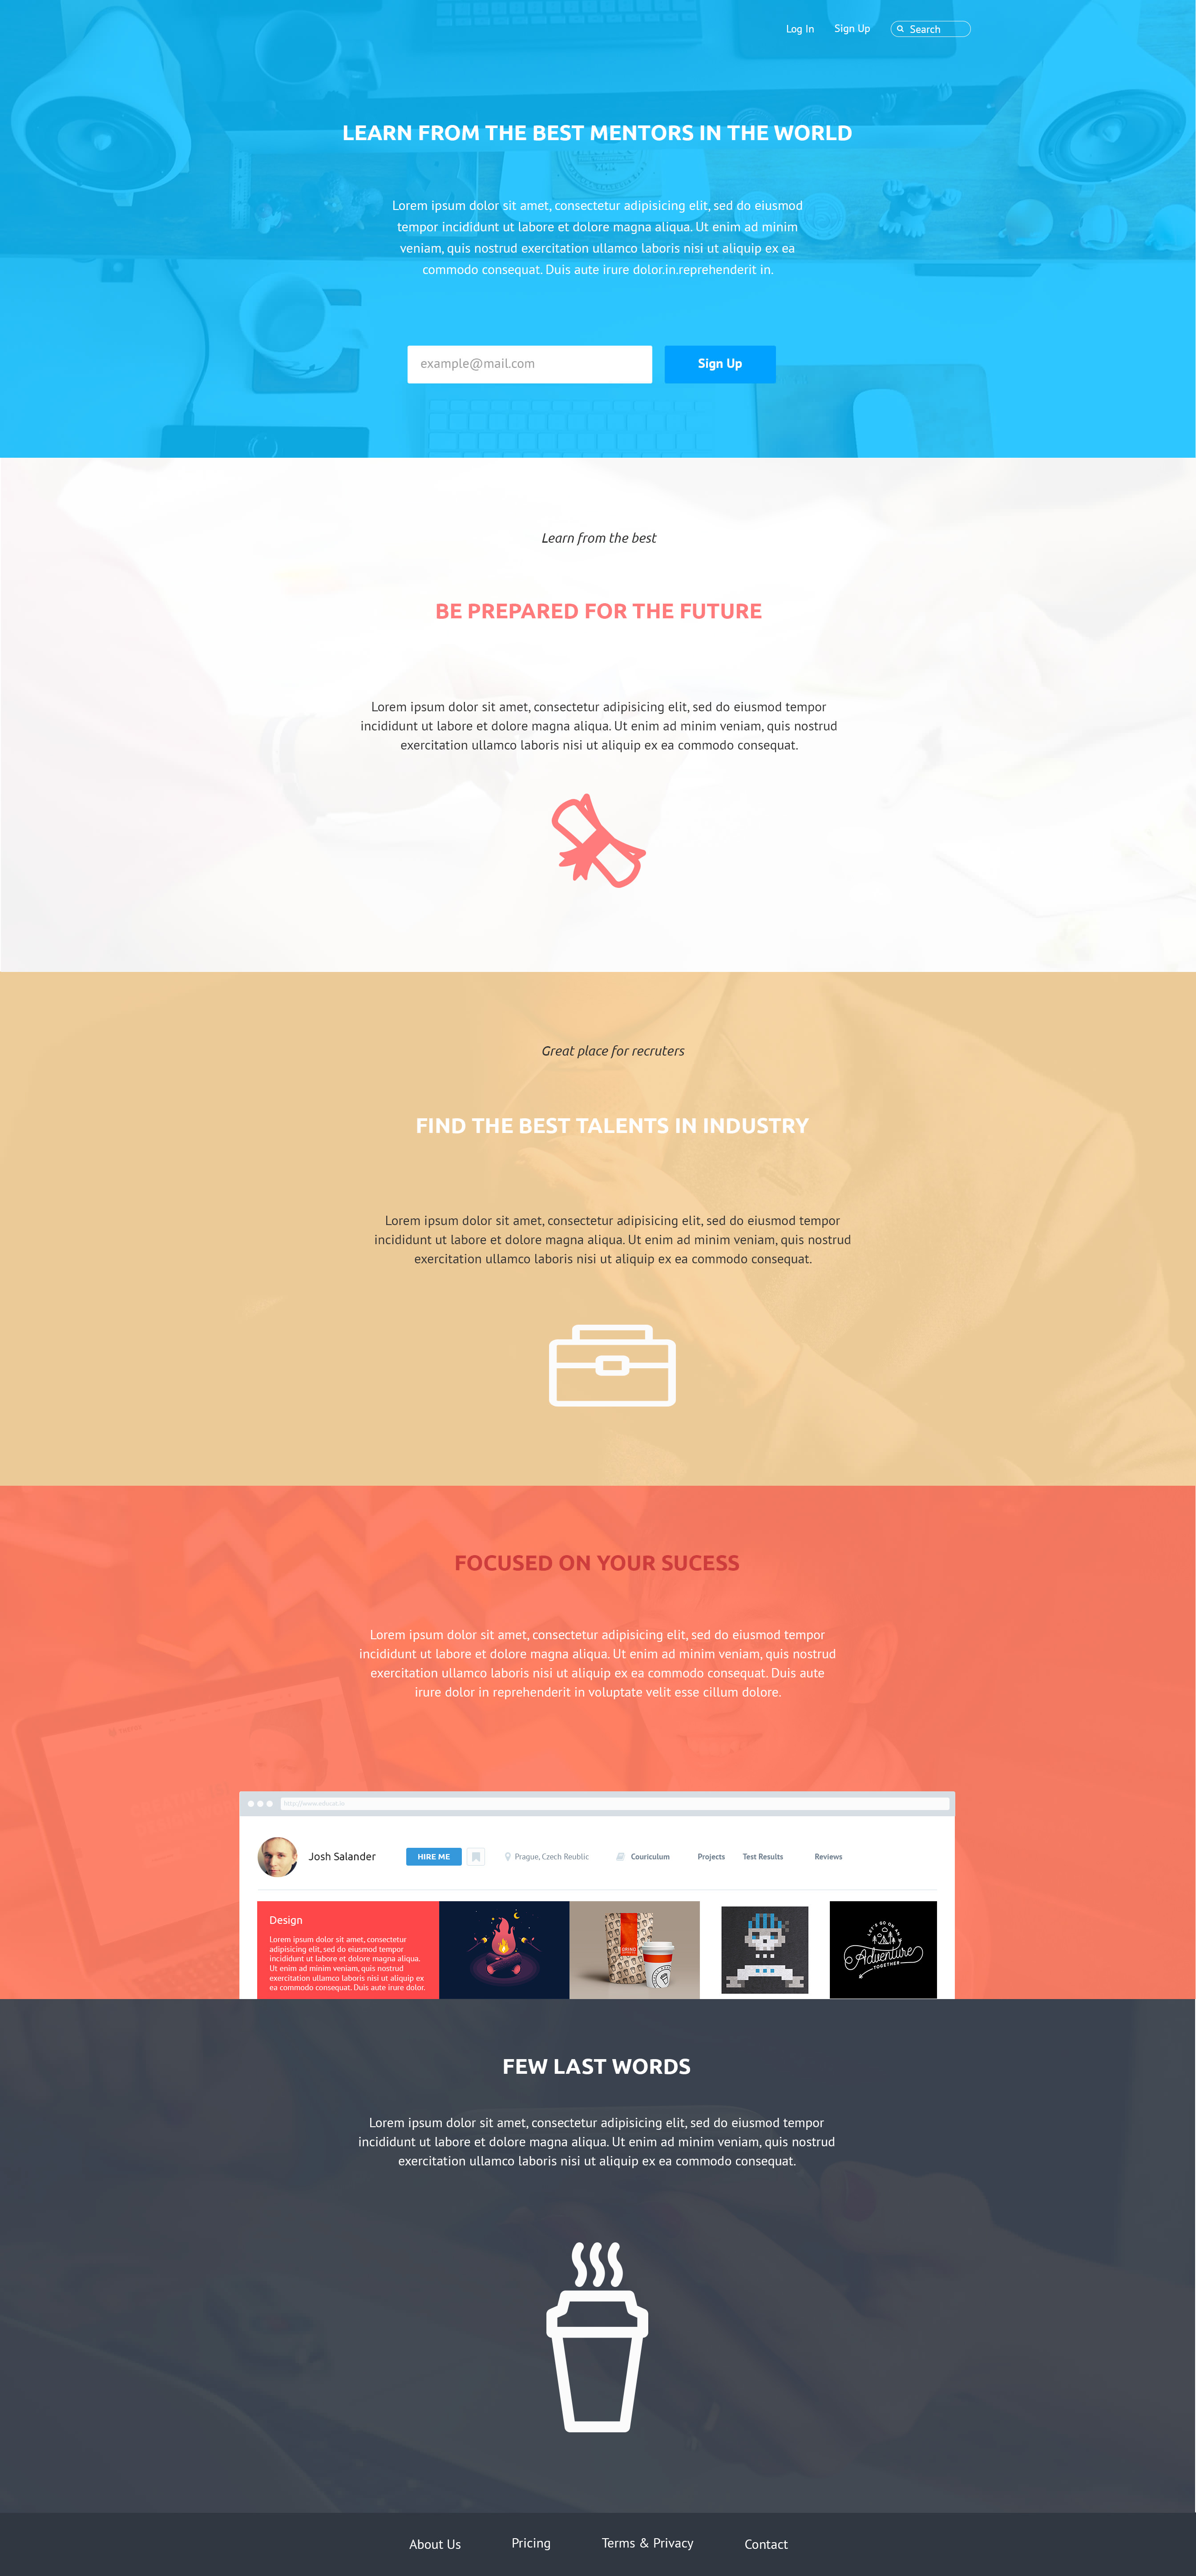 Log In
Sign Up
Search
LEARN FROM THE BEST MENTORS IN THE WORLD
Lorem ipsum dolor sit amet, consectetur adipisicing elit, sed do eiusmod
tempor incididunt ut labore et dolore magna aliqua. Ut enim ad minim
veniam, quis nostrud exercitation ullamco laboris nisi ut aliquip ex ea
commodo consequat. Duis aute irure dolor.in.reprehenderit in.
example@mail.com
Sign Up
Learn from the best
BE PREPARED FOR THE FUTURE
Lorem ipsum dolor sit amet, consectetur adipisicing elit, sed do eiusmod tempor
incididunt ut labore et dolore magna aliqua. Ut enim ad minim veniam, quis nostrud
exercitation ullamco laboris nisi ut aliquip ex ea commodo consequat.
Great place for recruters
FIND THE BEST TALENTS IN INDUSTRY
Lorem ipsum dolor sit amet, consectetur adipisicing elit, sed do eiusmod tempor
incididunt ut labore et dolore magna aliqua. Ut enim ad minim veniam, quis nostrud
exercitation ullamco laboris nisi ut aliquip ex ea commodo consequat.
FOCUSED ON YOUR SUCESS
Lorem ipsum dolor sit amet, consectetur adipisicing elit, sed do eiusmod tempor
incididunt ut labore et dolore magna aliqua. Ut enim ad minim veniam, quis nostrud
exercitation ullamco laboris nisi ut aliquip ex ea commodo consequat. Duis aute
irure dolor in reprehenderit in voluptate velit esse cillum dolore.
Josh Salander
HIRE ME
Prague, Czech Reublic
Couriculum
Projects
Test Results
Reviews
Design
Lorem ipsum dolor sit amet, consectetur
adipisicing elit, sed do eiusmod tempor
incididunt ut labore et dolore magna aliqua.
Ut enim ad minim veniam, quis nostrud
exercitation ullamco laboris nisi ut aliquip ex
ea commodo consequat. Duis aute irure dolor.
LET'S GO ON AN
Adventure
TOGETHER
FEW LAST WORDS
Lorem ipsum dolor sit amet, consectetur adipisicing elit, sed do eiusmod tempor
incididunt ut labore et dolore magna aliqua. Ut enim ad minim veniam, quis nostrud
exercitation ullamco laboris nisi ut aliquip ex ea commodo consequat.
About Us
Pricing
Terms & Privacy
Contact